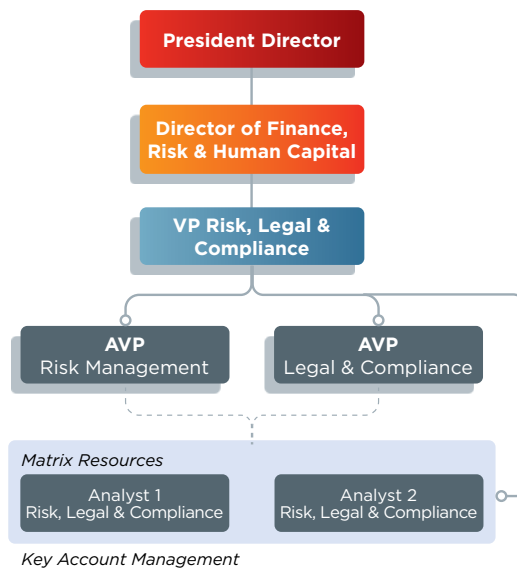 President Director
Director of Finance,
Risk & Human Capital
VP Risk, Legal &
Compliance
AVP
Risk Management
AVP
Legal & Compliance
Matrix Resources
Analyst 1
Risk, Legal & Compliance
Analyst 2
Risk, Legal & Compliance
Key Account Management